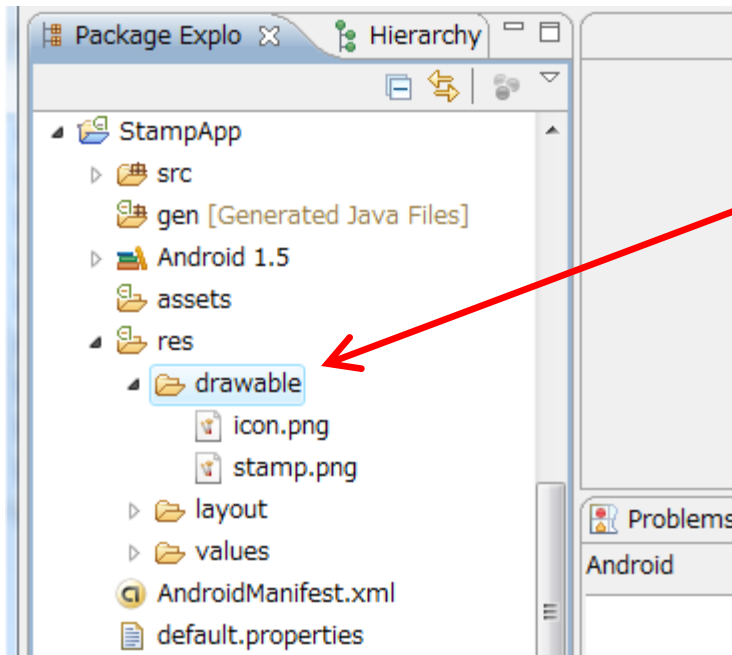 Package Explo
Hierarchy
StampApp
src
gen [Generated Java Files]
Android 1.5
assets
res
drawable
icon.png
stamp.png
layout
values
AndroidManifest.xml
default.properties
Problems
Android